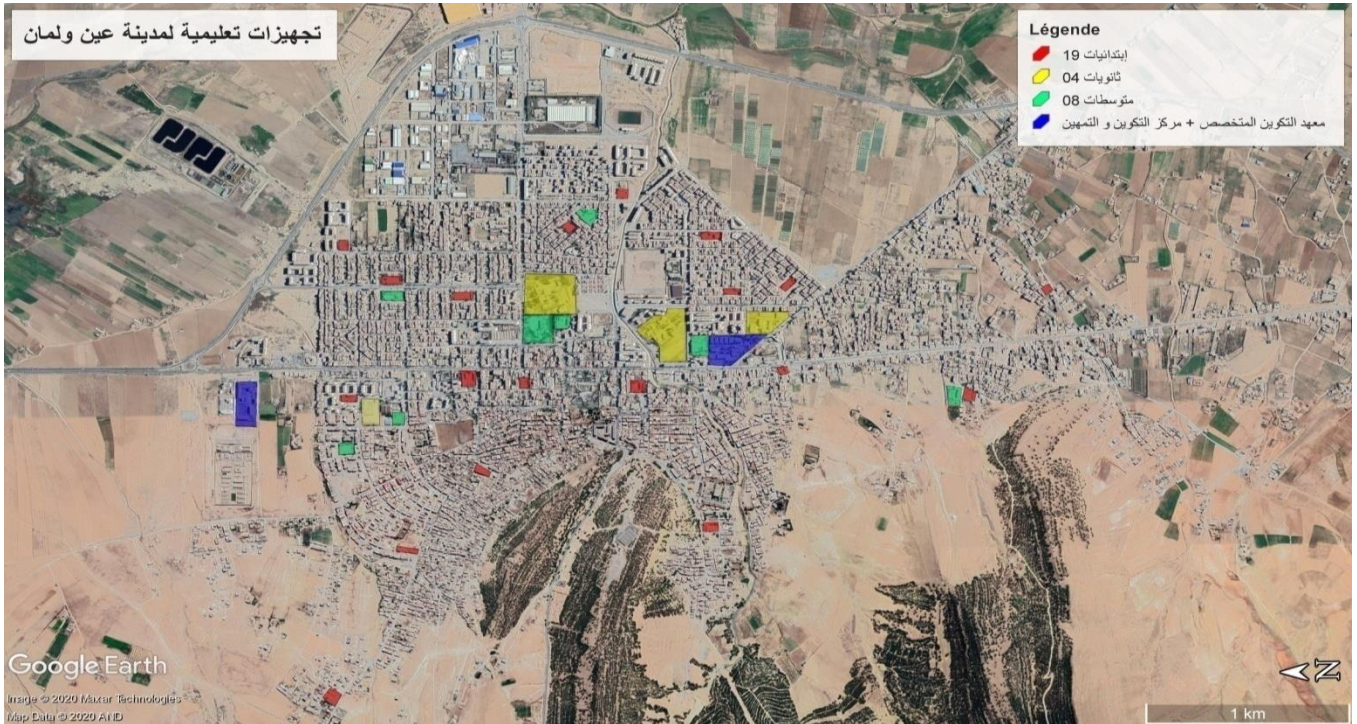 تجهيزات تعليمية لمدينة عين ولمان
Légende
إبتدائيات 19
ثانويات 04
متوسطات 08
معهد التكوين المتخصص + مركز التكوين و التمهين
Google Earth
Image © 2020 Maxar Technologies
Map Data © 2020 AND
N
1 km